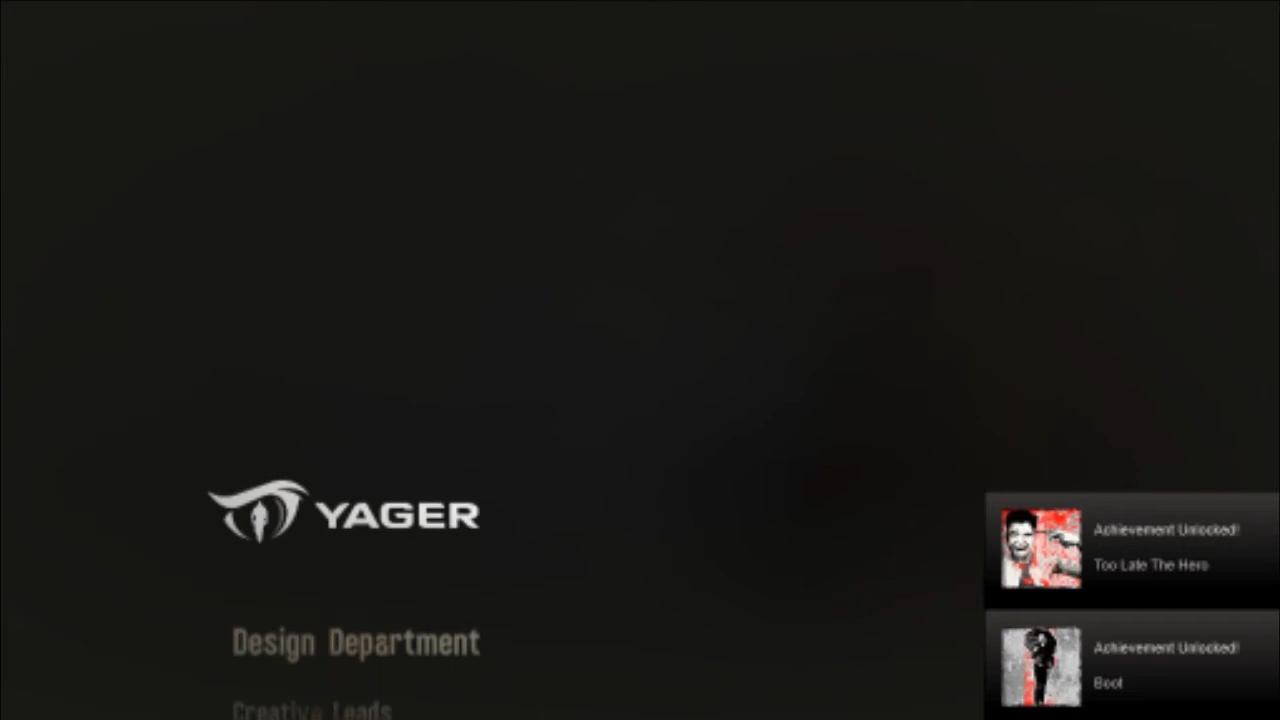 YAGER
Design Department
Creative Leads
Achievement Unlocked!
Too Late The Hero
Achievement Unlocked!
Boot